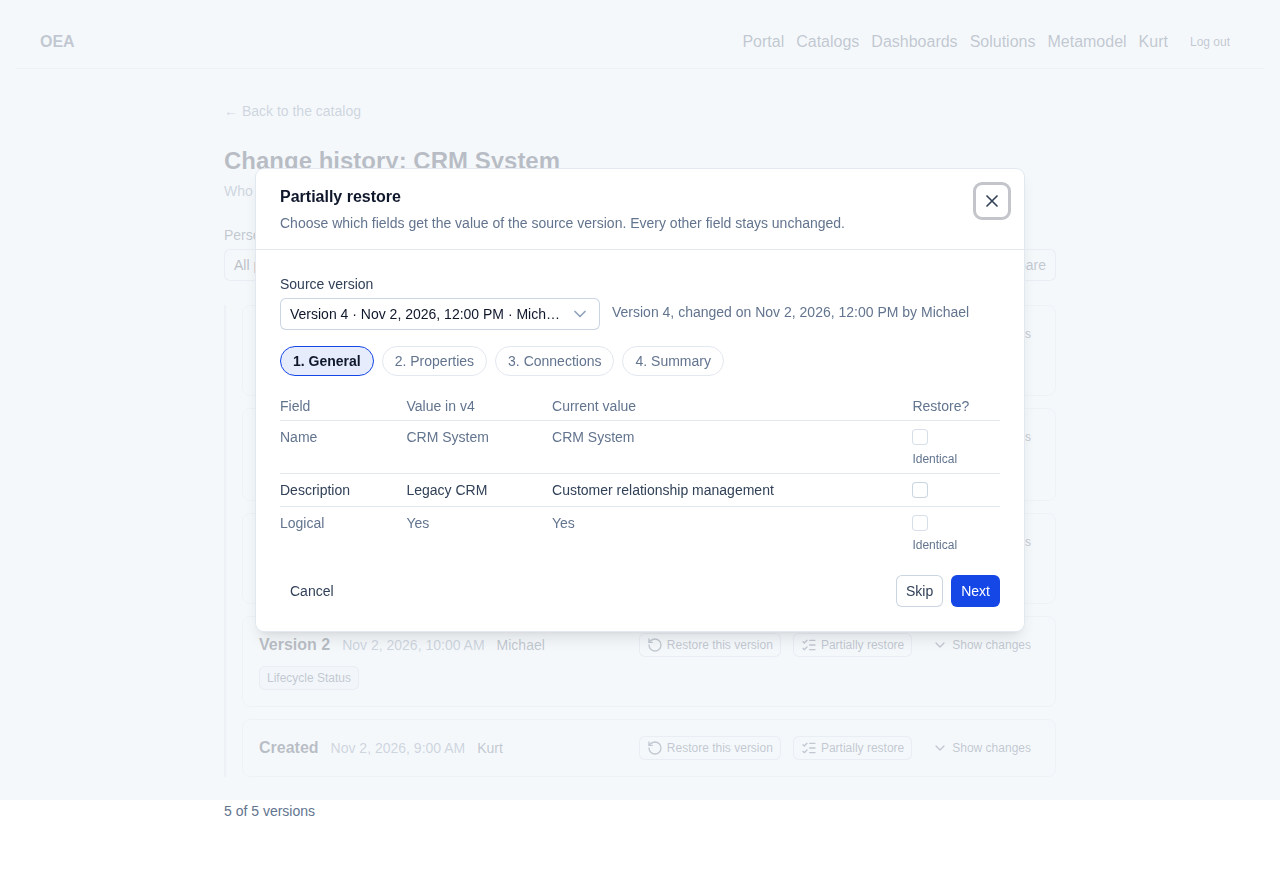 OEA
Portal Catalogs Dashboards Solutions Metamodel Kurt Log out
← Back to the catalog
Change history: CRM System
Who
All
are
Partially restore
Choose which fields get the value of the source version. Every other field stays unchanged.
Source version
Version 4 · Nov 2, 2026, 12:00 PM · Mich…
Version 4, changed on Nov 2, 2026, 12:00 PM by Michael
1. General 2. Properties 3. Connections 4. Summary
Field Value in v4 Current value Restore?
Name CRM System CRM System
Identical
Description Legacy CRM Customer relationship management
Logical Yes Yes
Identical
Cancel Skip Next
Version 2 Nov 2, 2026, 10:00 AM Michael Restore this version Partially restore Show changes
Lifecycle Status
Created Nov 2, 2026, 9:00 AM Kurt Restore this version Partially restore Show changes
5 of 5 versions